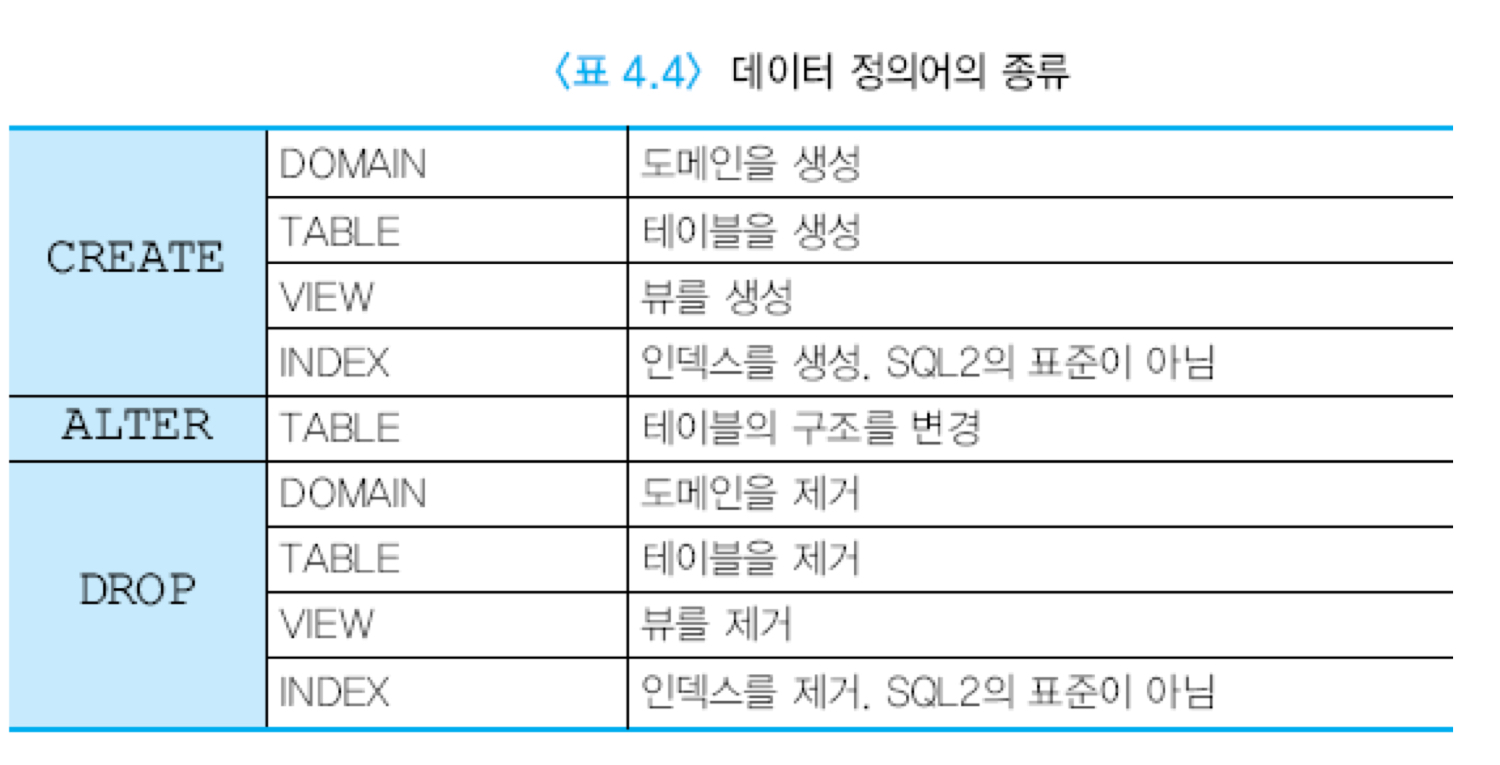 〈표 4.4〉 데이터 정의어의 종류
CREATE
DOMAIN 도메인을 생성
TABLE 테이블을 생성
VIEW 뷰를 생성
INDEX 인덱스를 생성. SQL2의 표준이 아님
ALTER TABLE 테이블의 구조를 변경
DROP
DOMAIN 도메인을 제거
TABLE 테이블을 제거
VIEW 뷰를 제거
INDEX 인덱스를 제거. SQL2의 표준이 아님